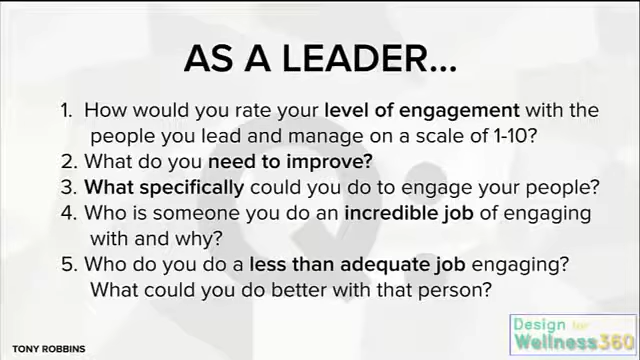 AS A LEADER...
1. How would you rate your level of engagement with the
people you lead and manage on a scale of 1-10?
2. What do you need to improve?
3. What specifically could you do to engage your people?
4. Who is someone you do an incredible job of engaging
with and why?
5. Who do you do a less than adequate job engaging?
What could you do better with that person?
TONY ROBBINS
Design for
Wellness360